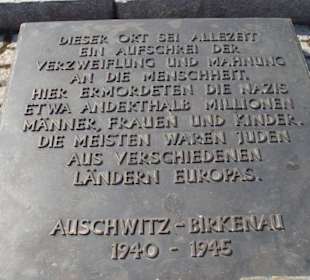 DIESER ORT SEI ALLEZEIT
EIN AUFSCHREI DER
VERZWEIFLUNG UND MAHNUNG
AN DIE MENSCHHEIT.
HIER ERMORDETEN DIE NAZIS
ETWA ANDERTHALB MILLIONEN
MÄNNER, FRAUEN UND KINDER.
DIE MEISTEN WAREN JUDEN
AUS VERSCHIEDENEN
LÄNDERN EUROPAS.
AUSCHWITZ-BIRKENAU
1940 - 1945